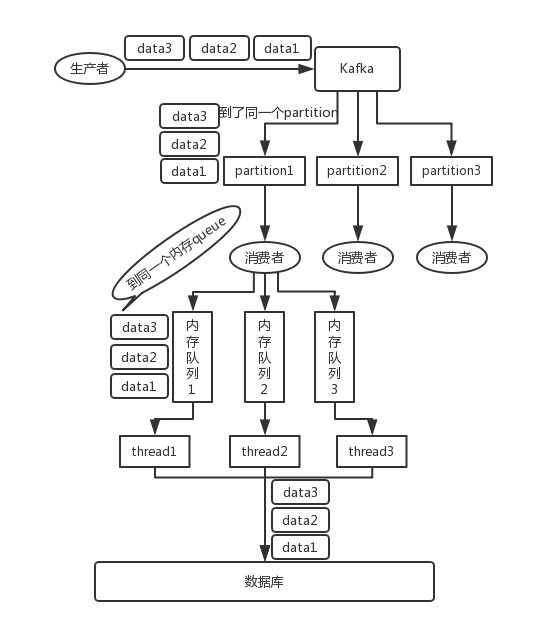 data3 data2 data1
生产者
Kafka
data3
到了同一个partition
data2
data1
partition1 partition2 partition3
到同一个内存queue
消费者 消费者 消费者
data3
data2
data1
内存队列1
内存队列2
内存队列3
thread1 thread2 thread3
data3
data2
data1
数据库